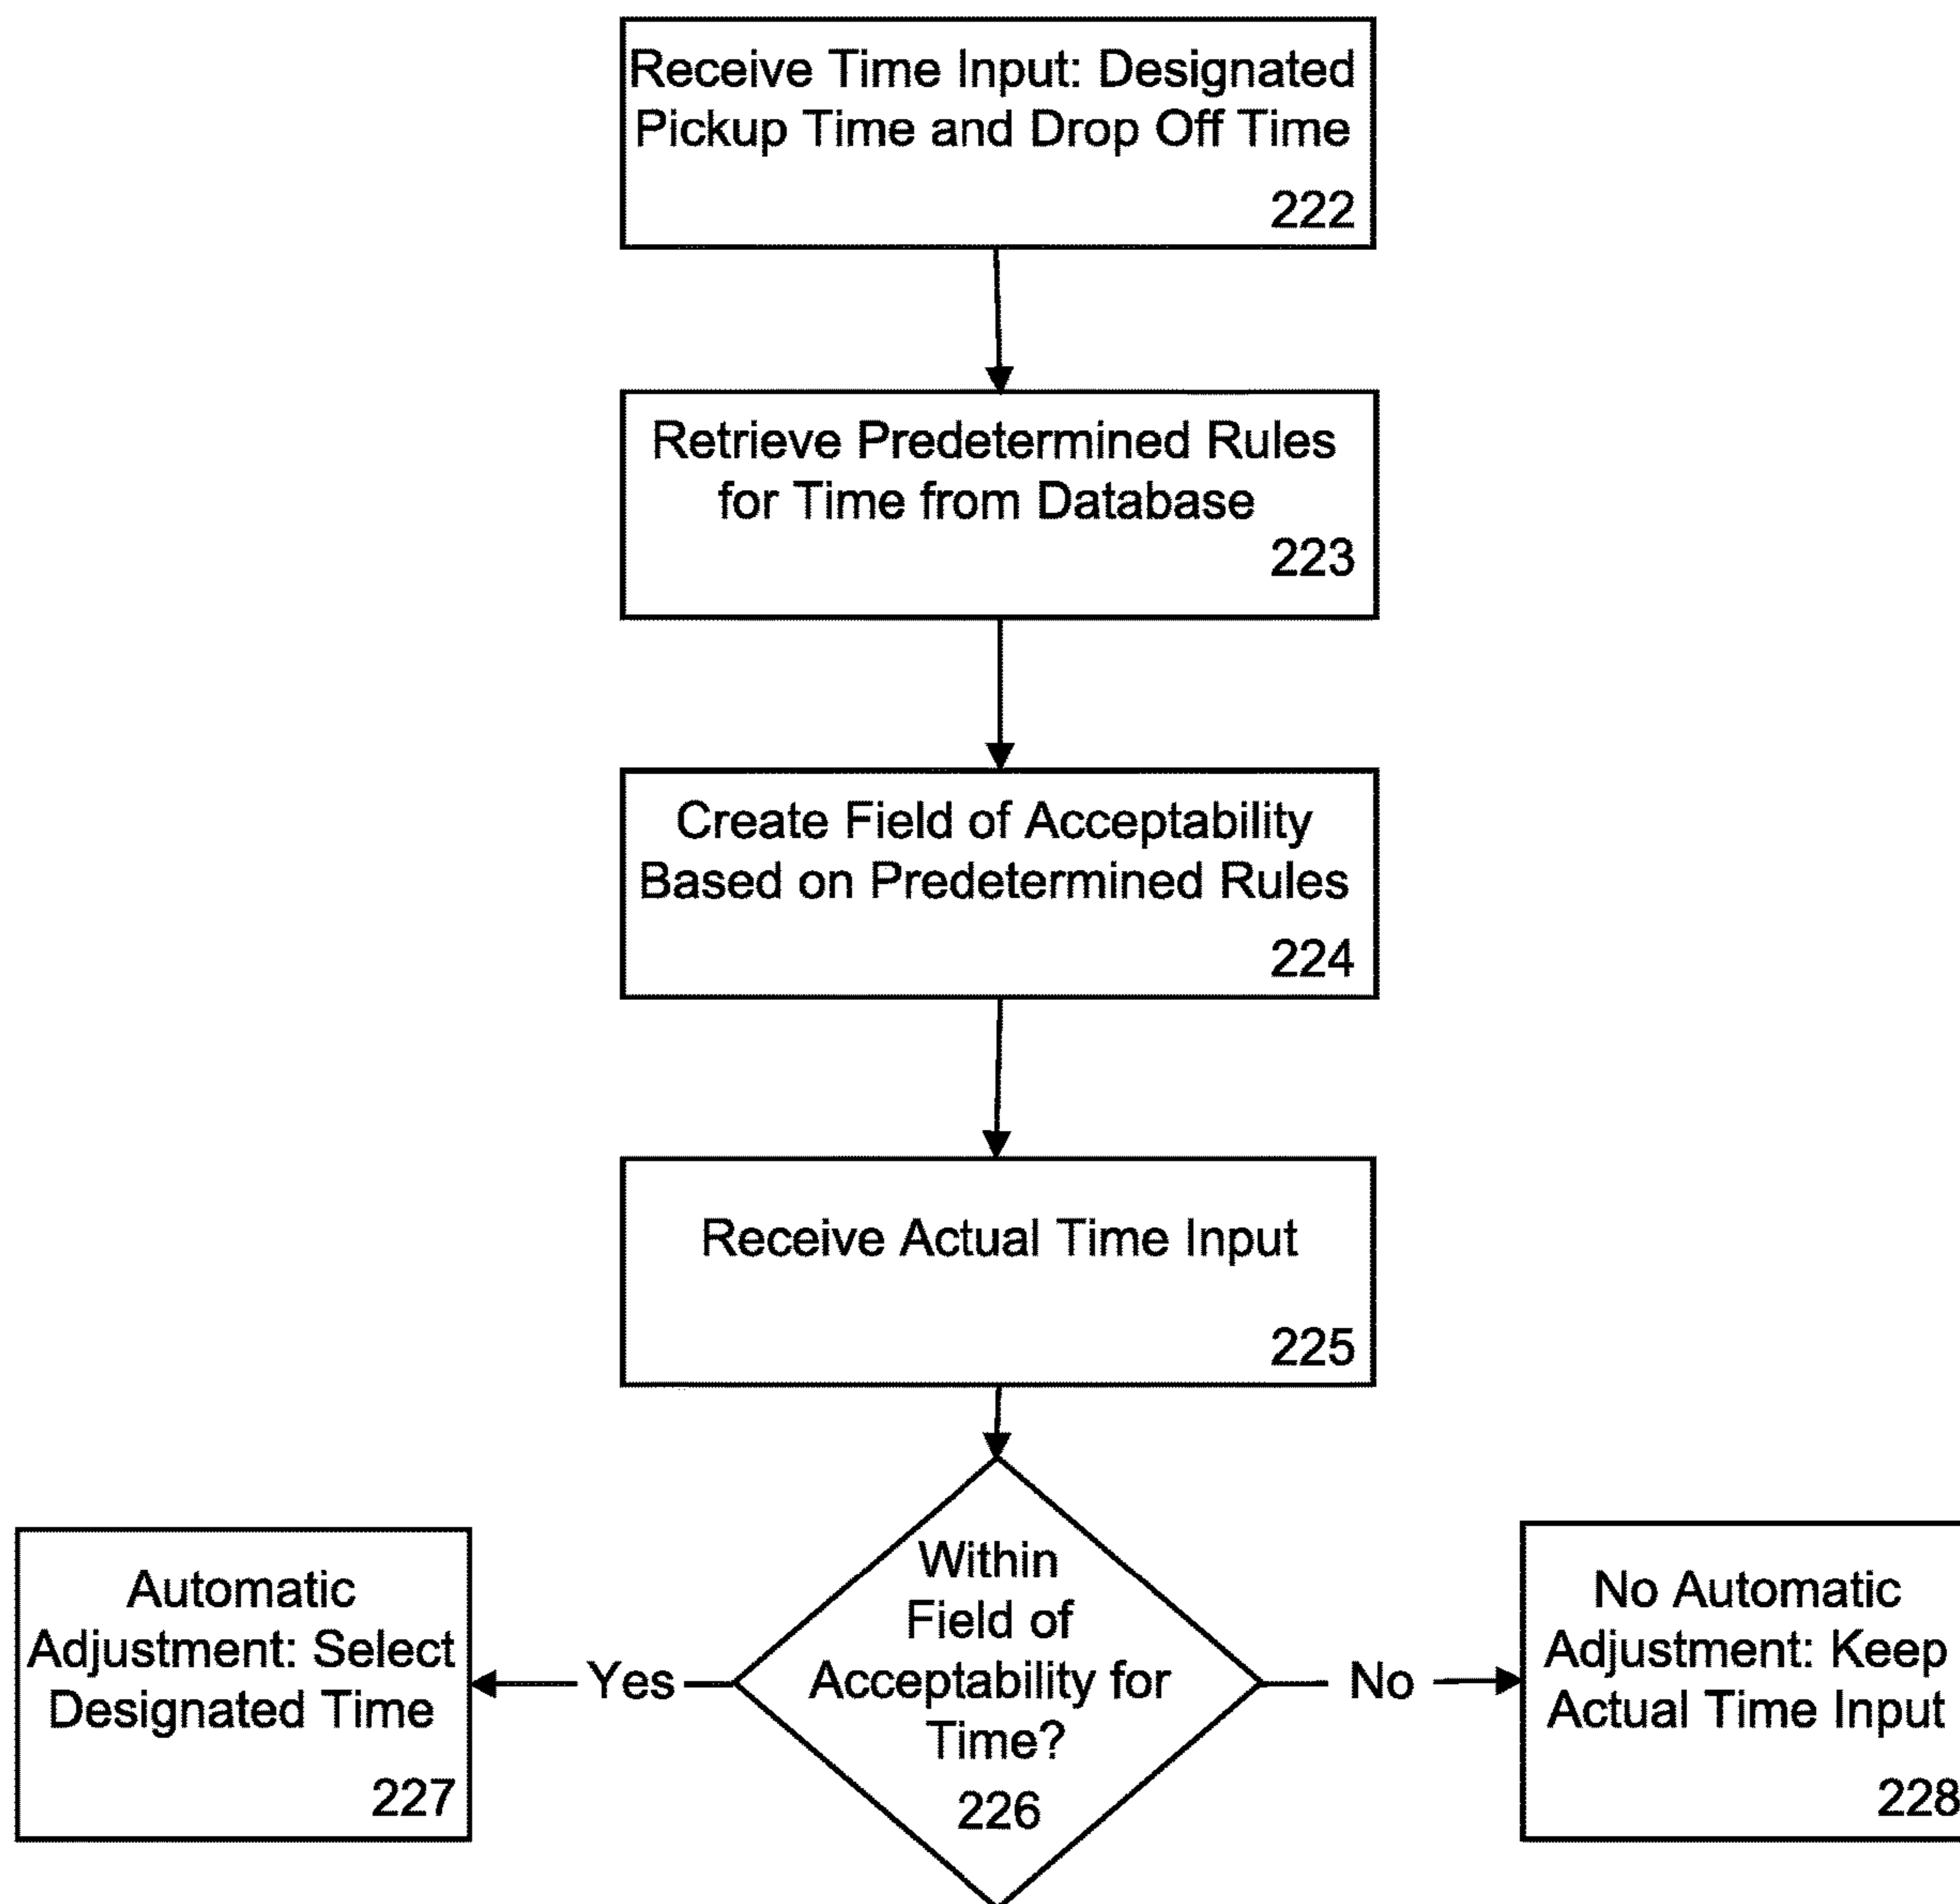 Receive Time Input: Designated
Pickup Time and Drop Off Time
222
Retrieve Predetermined Rules
for Time from Database
223
Create Field of Acceptability
Based on Predetermined Rules
224
Receive Actual Time Input
225
Within
Field of
Acceptability for
Time?
226
Yes
No
Automatic
Adjustment: Select
Designated Time
227
No Automatic
Adjustment: Keep
Actual Time Input
228